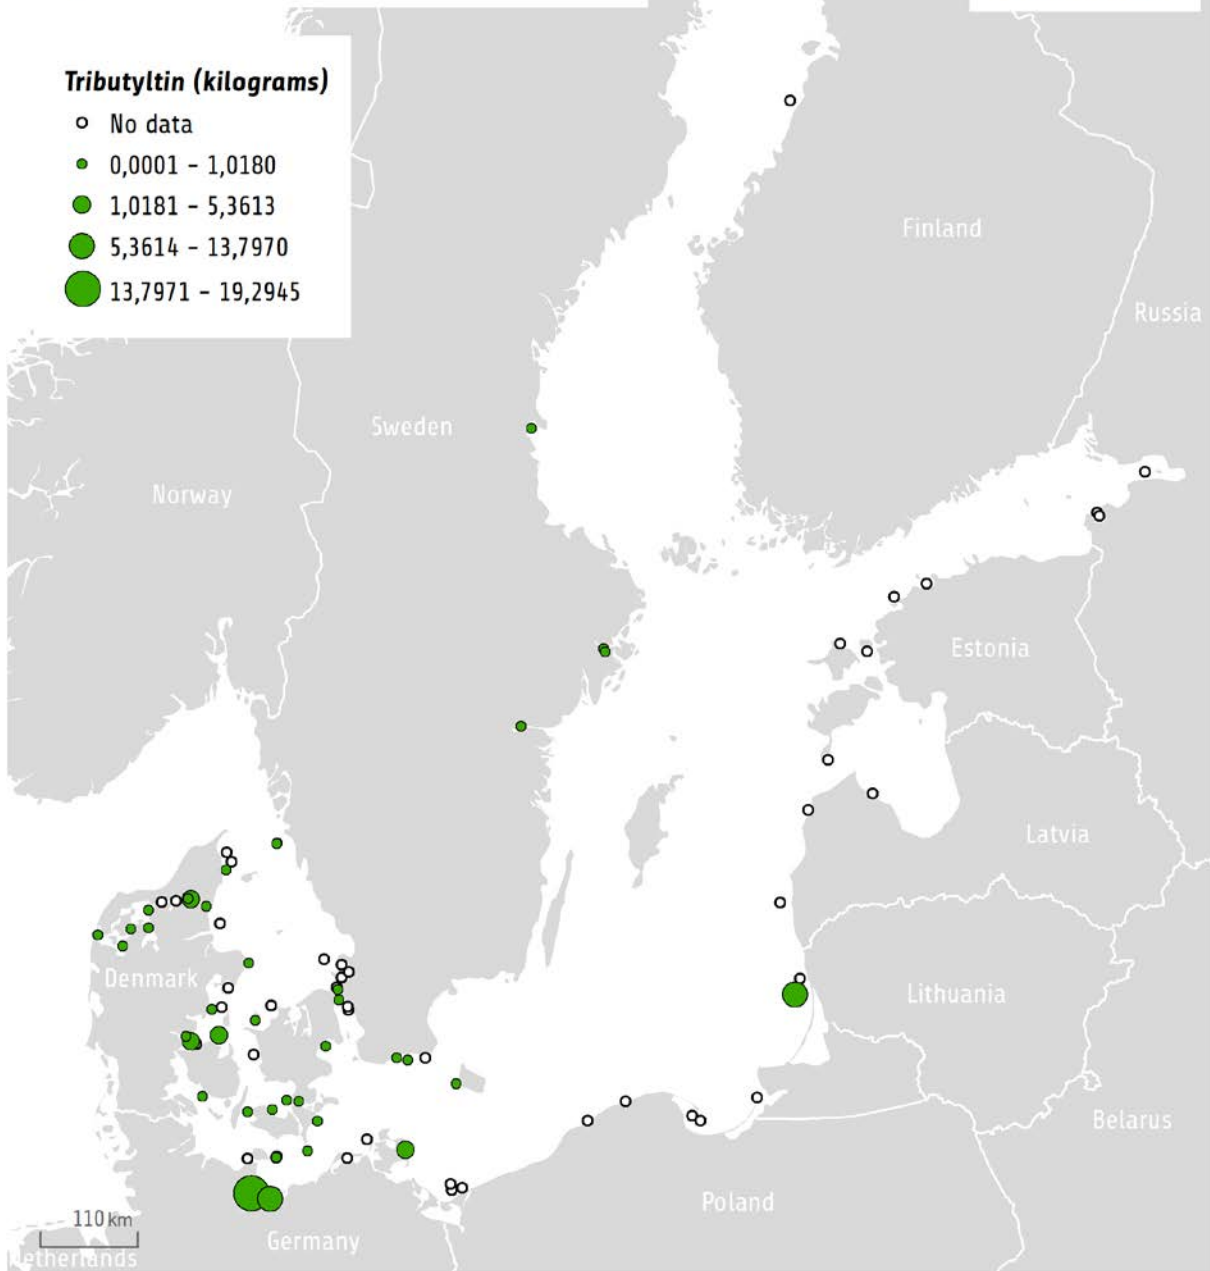 Tributyltin (kilograms)
No data
0,0001 – 1,0180
1,0181 – 5,3613
5,3614 – 13,7970
13,7971 – 19,2945
Finland
Russia
Sweden
Norway
Estonia
Latvia
Denmark
Lithuania
Belarus
Poland
110 km
Germany
Netherlands